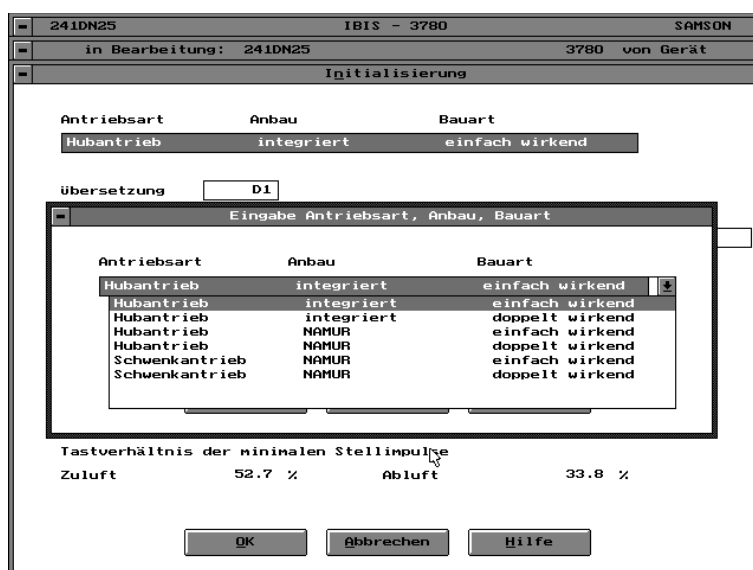 241DN25 IBIS - 3780 SAMSON
in Bearbeitung: 241DN25 3780 von Gerät
Initialisierung
Antriebsart Anbau Bauart
Hubantrieb integriert einfach wirkend
übersetzung D1
Eingabe Antriebsart, Anbau, Bauart
Antriebsart Anbau Bauart
Hubantrieb integriert einfach wirkend
Hubantrieb integriert einfach wirkend
Hubantrieb integriert doppelt wirkend
Hubantrieb NAMUR einfach wirkend
Hubantrieb NAMUR doppelt wirkend
Schwenkantrieb NAMUR einfach wirkend
Schwenkantrieb NAMUR doppelt wirkend
Tastverhältnis der minimalen Stellimpulse
Zuluft 52.7 % Abluft 33.8 %
OK Abbrechen Hilfe